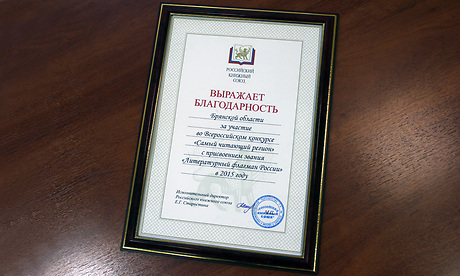 РОССИЙСКИЙ
КНИЖНЫЙ
СОЮЗ
ВЫРАЖАЕТ
БЛАГОДАРНОСТЬ
Брянской области
за участие
во Всероссийском конкурсе
«Самый читающий регион»
с присвоением звания
«Литературный флагман России»
в 2015 году
Исполнительный директор
Российского книжного союза
Е.Г. Старостина